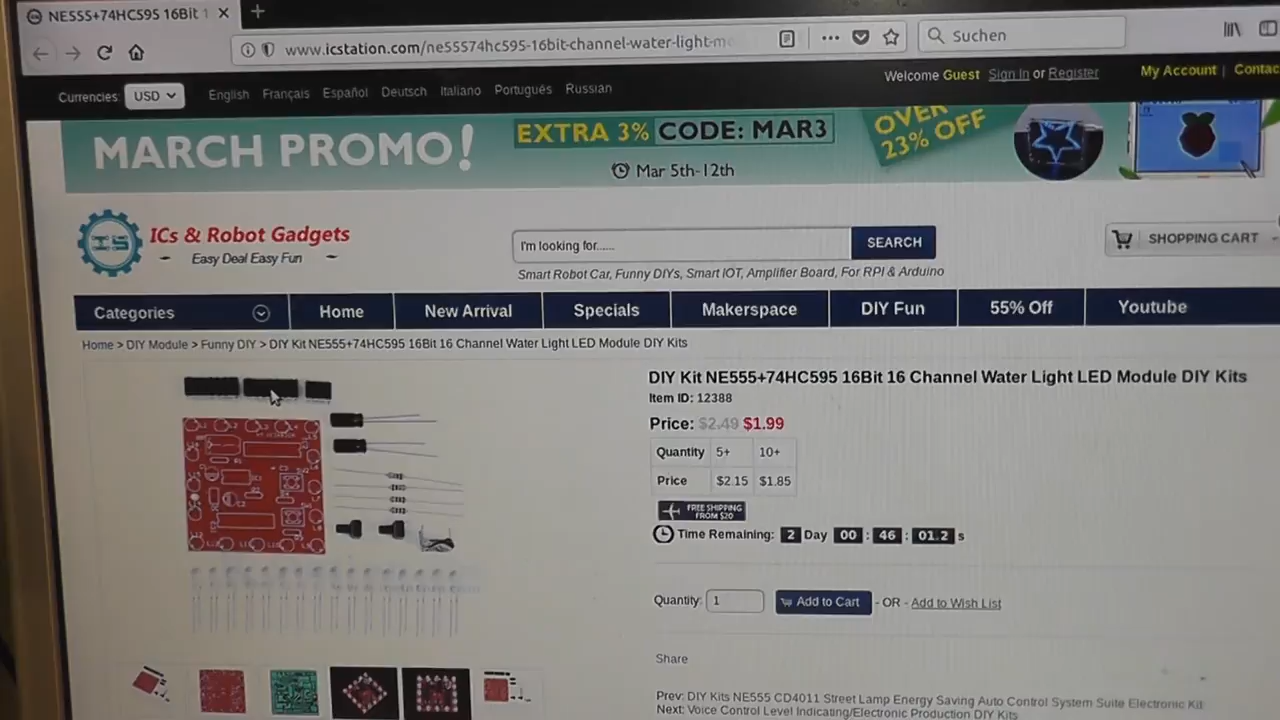 NE555+74HC595 16Bit 1
www.icstation.com/ne55574hc595-16bit-channel-water-light-m
Suchen
Welcome Guest Sign In or Register
My Account | Contac
Currencies: USD English Français Español Deutsch Italiano Português Russian
MARCH PROMO!
EXTRA 3% CODE: MAR3
Mar 5th-12th
OVER
23% OFF
IS
ICs & Robot Gadgets
Easy Deal Easy Fun
I'm looking for......
SEARCH
SHOPPING CART
Smart Robot Car, Funny DIYs, Smart IOT, Amplifier Board, For RPI & Arduino
Categories Home New Arrival Specials Makerspace DIY Fun 55% Off Youtube
Home > DIY Module > Funny DIY > DIY Kit NE555+74HC595 16Bit 16 Channel Water Light LED Module DIY Kits
DIY Kit NE555+74HC595 16Bit 16 Channel Water Light LED Module DIY Kits
Item ID: 12388
Price: $2.49 $1.99
Quantity 5+ 10+
Price $2.15 $1.85
FREE SHIPPING
FROM $20
Time Remaining: 2 Day 00 : 46 : 01.2 s
Quantity: 1 Add to Cart - OR - Add to Wish List
Share
Prev: DIY Kits NE555 CD4011 Street Lamp Energy Saving Auto Control System Suite Electronic Kit
Next: Voice Control Level Indicating/Electronic Production DIY Kits